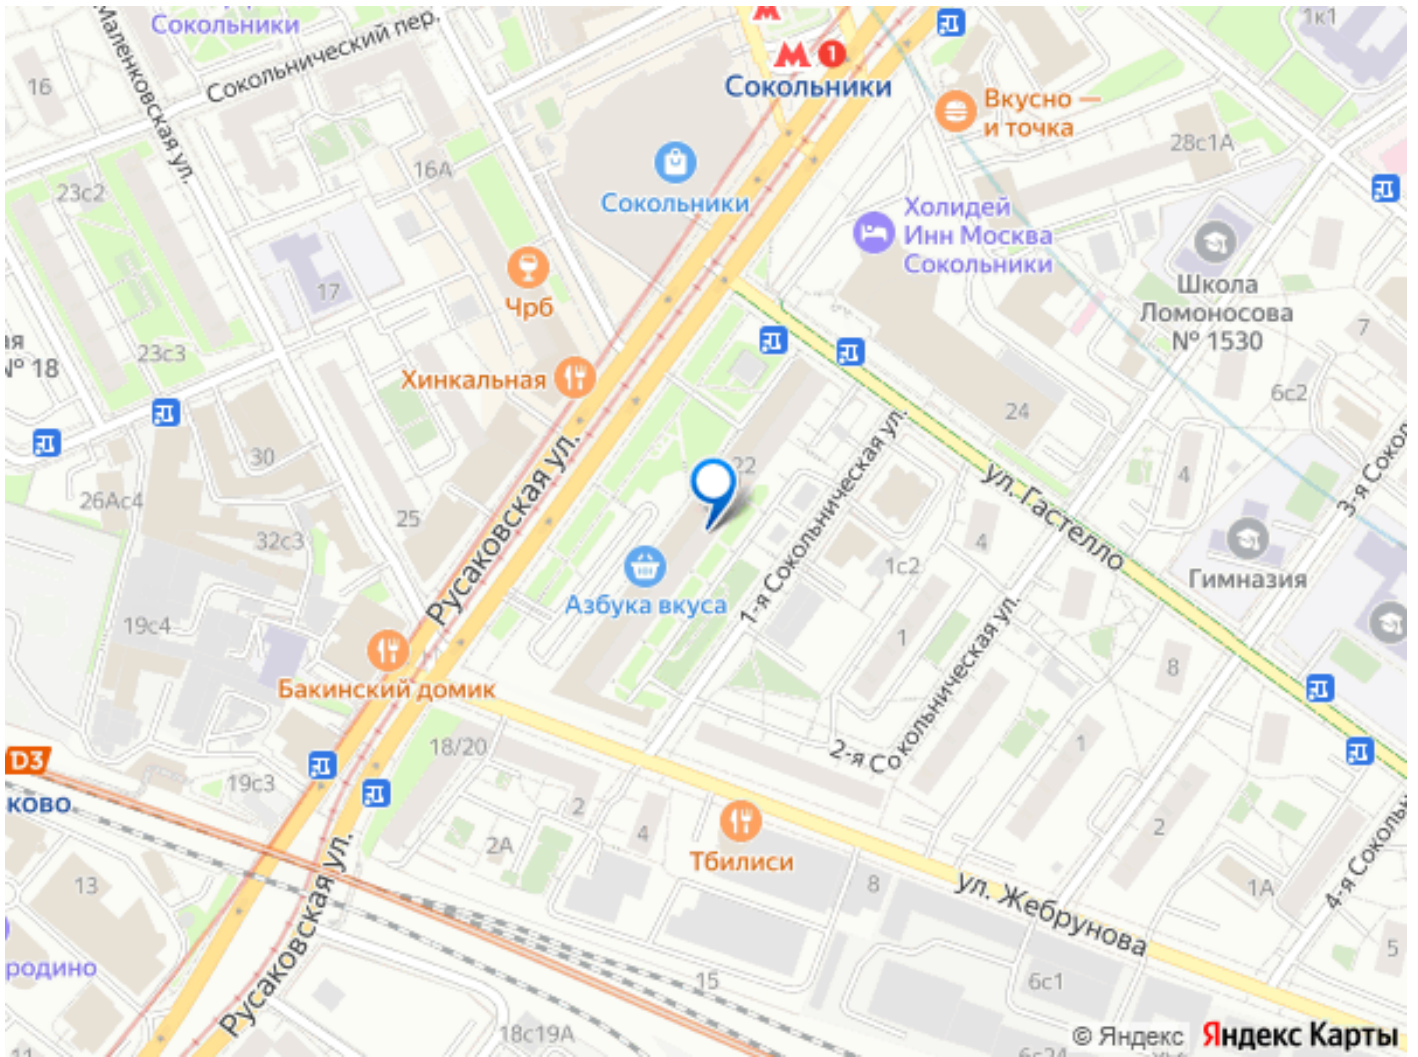 Сокольники
Сокольнический пер.
Маленковская ул.
1
Сокольники
1к1
16
Вкусно —
и точка
28с1А
16А
Сокольники
23с2
Холидей
Инн Москва
Сокольники
17
Чрб
Школа
Ломоносова
№ 1530
7
ая
№ 18
23с3
Хинкальная
6с2
24
30
22
4
26Ас4
25
Русаковская ул.
1-я Сокольническая ул.
ул. Гастелло
32с3
4
1с2
Гимназия
Азбука вкуса
19с4
1
2-я Сокольническая ул.
8
Бакинский домик
18/20
1
D3
19с3
ково
2
4
2А
2
Тбилиси
8
ул. Жебрунова
1А
13
Русаковская ул.
5
родино
15
6с1
18с19А
11
6с24
© Яндекс
Яндекс Карты